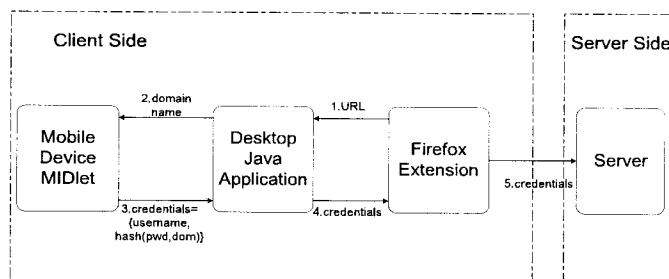 Client Side
Server Side
2.domain
name
1.URL
Mobile
Device
MIDlet
Desktop
Java
Application
Firefox
Extension
Server
3.credentials=
{username,
hash(pwd,dom)}
4.credentials
5.credentials